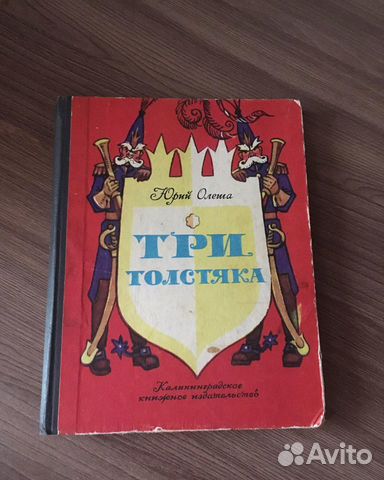 Юрий Олеша
ТРИ
ТОЛСТЯКА
Калининградское
книжное издательство
Avito